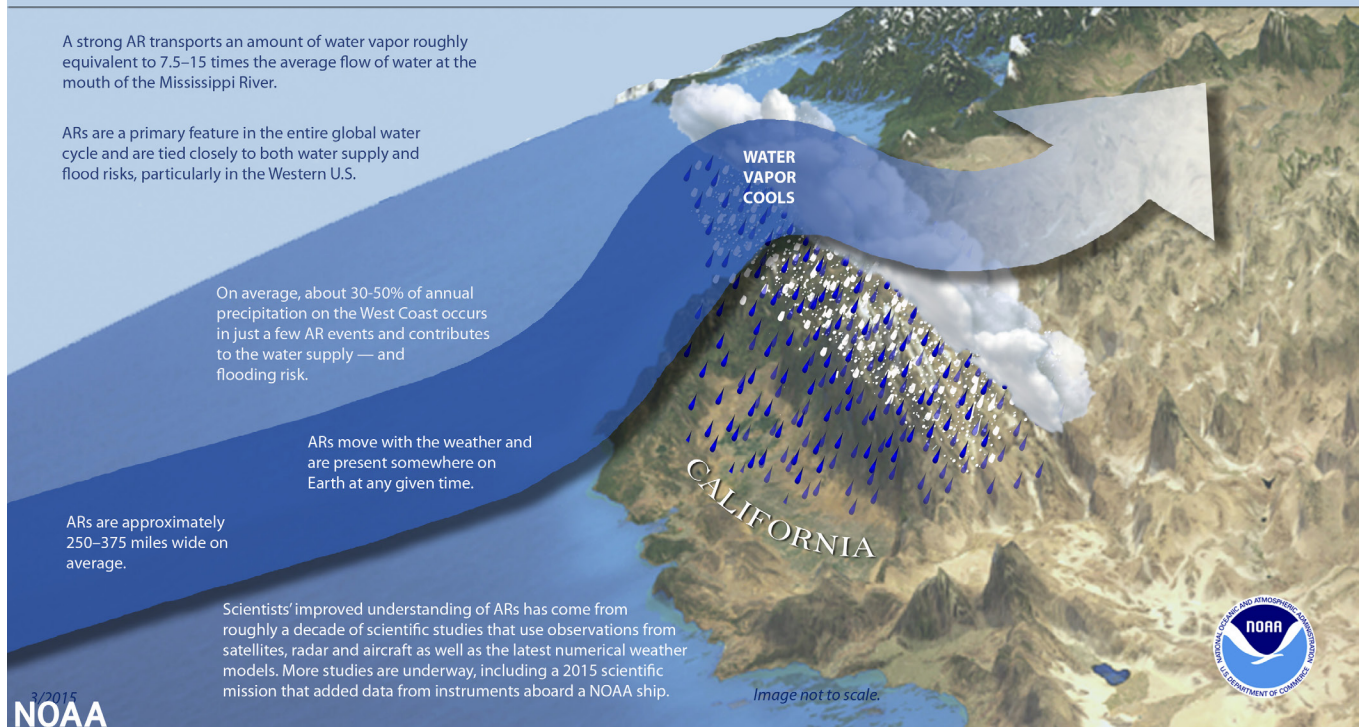 A strong AR transports an amount of water vapor roughly
equivalent to 7.5–15 times the average flow of water at the
mouth of the Mississippi River.
ARs are a primary feature in the entire global water
cycle and are tied closely to both water supply and
flood risks, particularly in the Western U.S.
WATER
VAPOR
COOLS
On average, about 30-50% of annual
precipitation on the West Coast occurs
in just a few AR events and contributes
to the water supply — and
flooding risk.
ARs move with the weather and
are present somewhere on
Earth at any given time.
ARs are approximately
250–375 miles wide on
average.
CALIFORNIA
Scientists' improved understanding of ARs has come from
roughly a decade of scientific studies that use observations from
satellites, radar and aircraft as well as the latest numerical weather
models. More studies are underway, including a 2015 scientific
mission that added data from instruments aboard a NOAA ship.
3/2015
NOAA
Image not to scale.
NATIONAL OCEANIC AND ATMOSPHERIC ADMINISTRATION
NOAA
U.S. DEPARTMENT OF COMMERCE